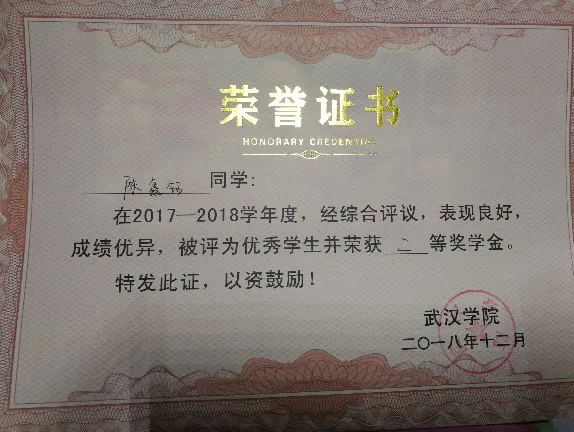 荣誉证书
HONORARY CREDENTIAL
陈鑫钰 同学:
在2017—2018学年度，经综合评议，表现良好，
成绩优异，被评为优秀学生并荣获 二 等奖学金。
特发此证，以资鼓励！
武汉学院
二〇一八年十二月